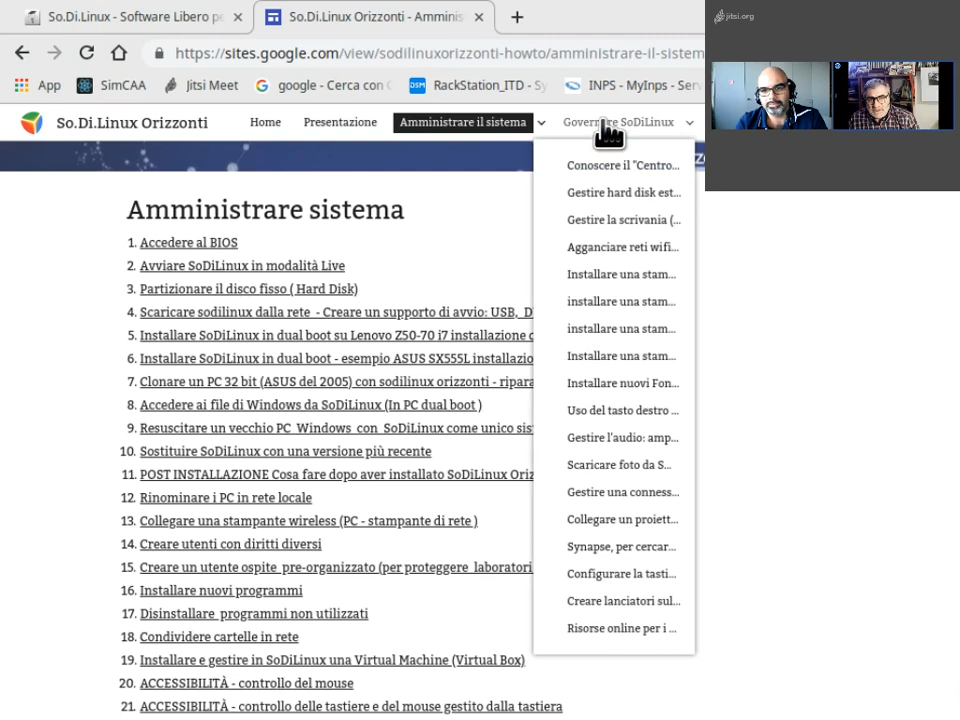 So.Di.Linux - Software Libero pe
So.Di.Linux Orizzonti - Amminis
jitsi.org
https://sites.google.com/view/sodilinuxorizzonti-howto/amministrare-il-sistem
App
SimCAA
Jitsi Meet
google - Cerca con
RackStation_ITD - Sy
INPS - MyInps - Serv
So.Di.Linux Orizzonti
Home
Presentazione
Amministrare il sistema
Governare SoDiLinux
Amministrare sistema
1. Accedere al BIOS
2. Avviare SoDiLinux in modalità Live
3. Partizionare il disco fisso ( Hard Disk)
4. Scaricare sodilinux dalla rete - Creare un supporto di avvio: USB, D
5. Installare SoDiLinux in dual boot su Lenovo Z50-70 i7 installazione
6. Installare SoDiLinux in dual boot - esempio ASUS SX555L installazio
7. Clonare un PC 32 bit (ASUS del 2005) con sodilinux orizzonti - ripara
8. Accedere ai file di Windows da SoDiLinux (In PC dual boot )
9. Resuscitare un vecchio PC Windows con SoDiLinux come unico sis
10. Sostituire SoDiLinux con una versione più recente
11. POST INSTALLAZIONE Cosa fare dopo aver installato SoDiLinux Oriz
12. Rinominare i PC in rete locale
13. Collegare una stampante wireless (PC - stampante di rete )
14. Creare utenti con diritti diversi
15. Creare un utente ospite pre-organizzato (per proteggere laboratori
16. Installare nuovi programmi
17. Disinstallare programmi non utilizzati
18. Condividere cartelle in rete
19. Installare e gestire in SoDiLinux una Virtual Machine (Virtual Box)
20. ACCESSIBILITÀ - controllo del mouse
21. ACCESSIBILITÀ - controllo delle tastiere e del mouse gestito dalla tastiera
Conoscere il "Centro...
Gestire hard disk est...
Gestire la scrivania (...
Agganciare reti wifi...
Installare una stam...
installare una stam...
installare una stam...
Installare una stam...
Installare nuovi Fon...
Uso del tasto destro ...
Gestire l'audio: amp...
Scaricare foto da S...
Gestire una conness...
Collegare un proiett...
Synapse, per cercar...
Configurare la tasti...
Creare lanciatori sul...
Risorse online per i ...